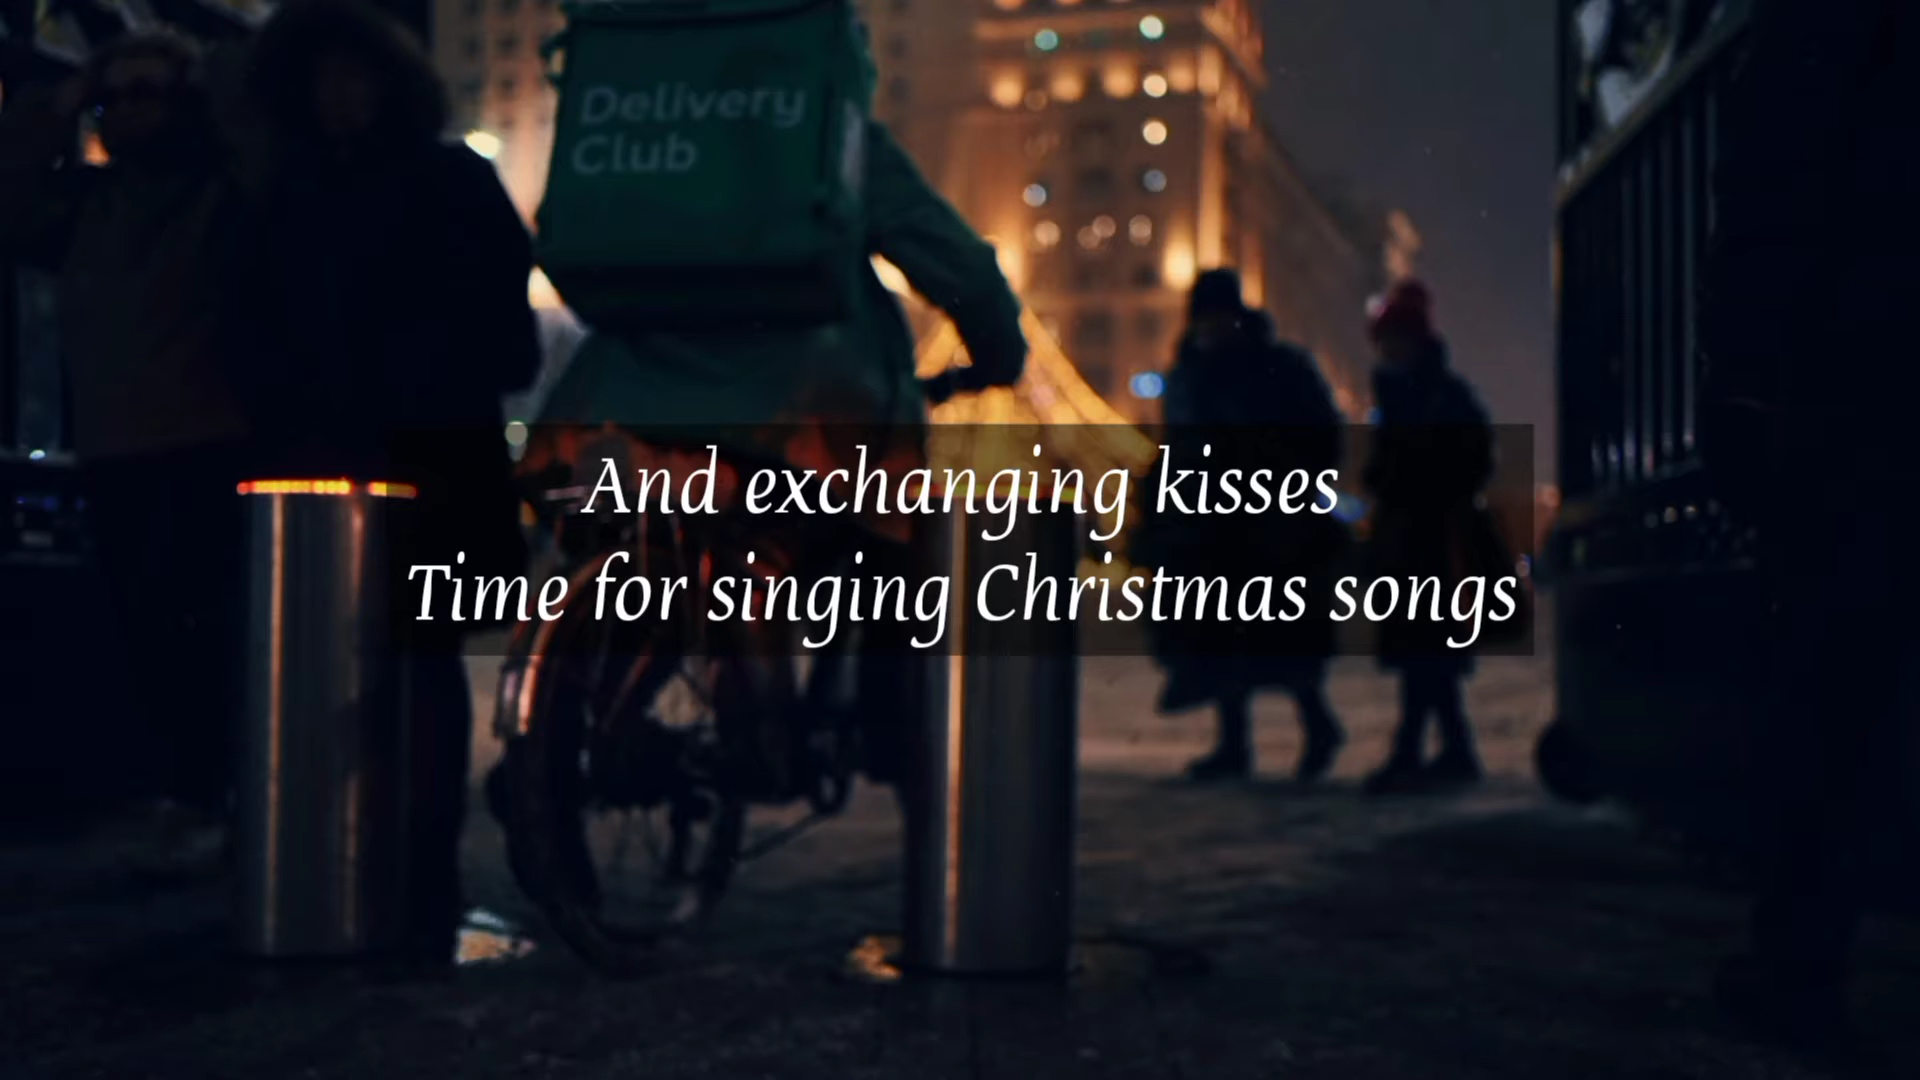 Delivery
Club
And exchanging kisses
Time for singing Christmas songs